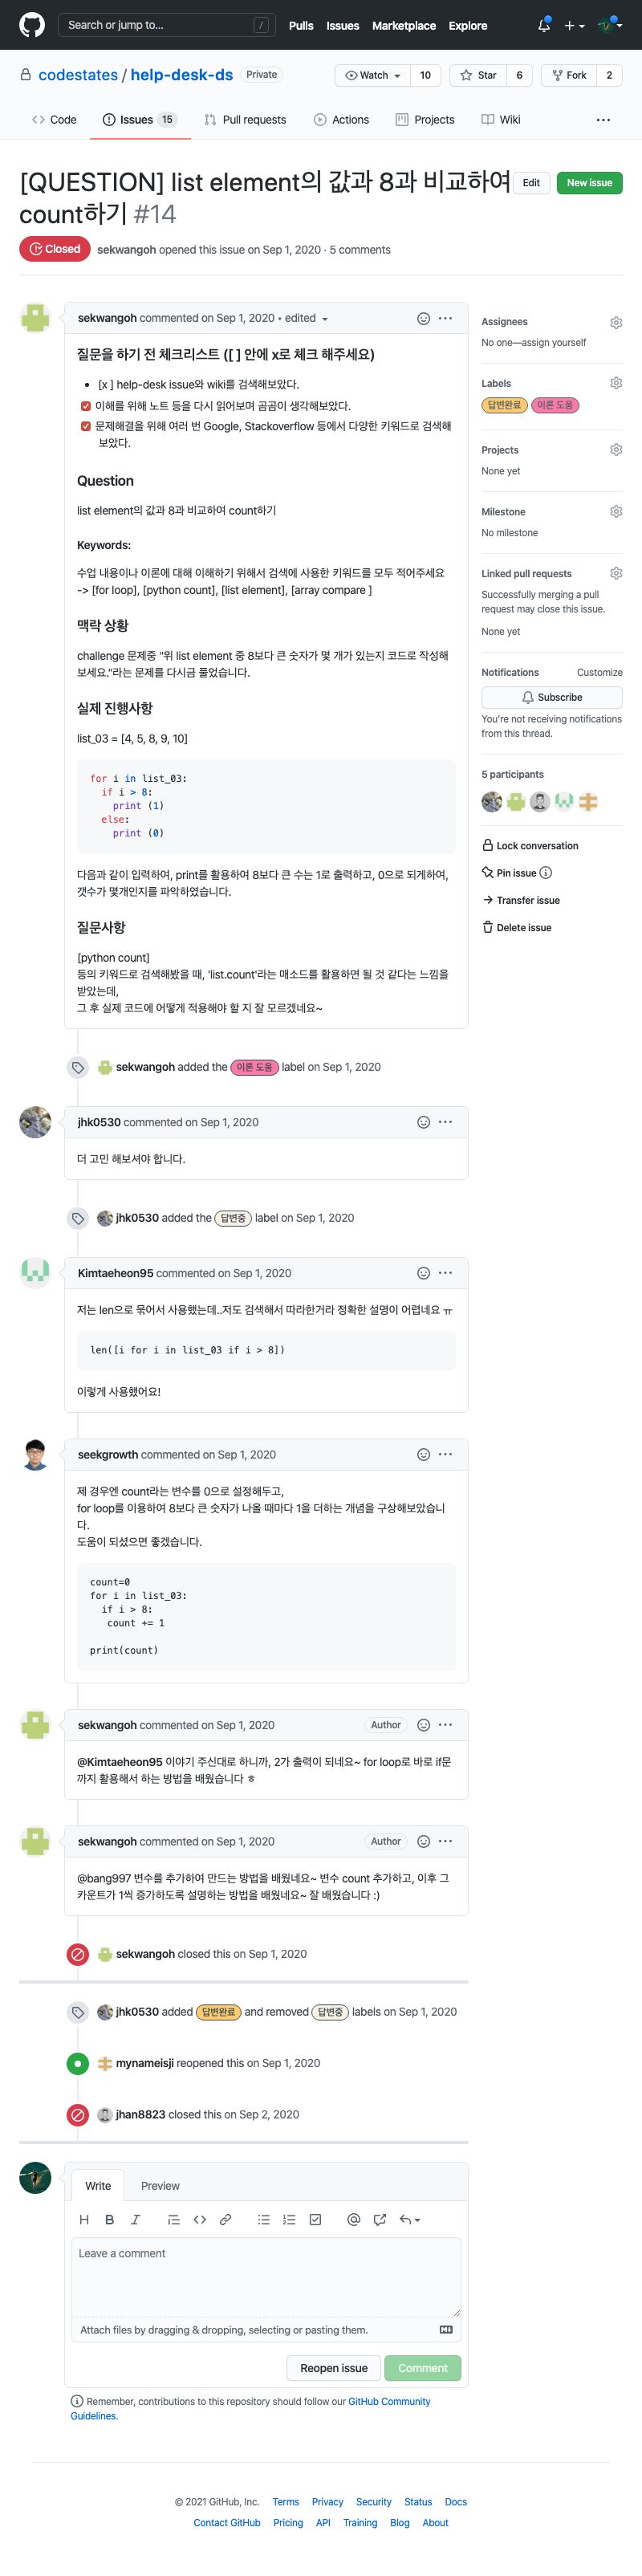 Search or jump to...
/
Pulls Issues Marketplace Explore
codestates / help-desk-ds Private
Watch 10 Star 6 Fork 2
Code Issues 15 Pull requests Actions Projects Wiki
[QUESTION] list element의 값과 8과 비교하여
count하기 #14
Edit New issue
Closed sekwangoh opened this issue on Sep 1, 2020 · 5 comments
sekwangoh commented on Sep 1, 2020 • edited
질문을 하기 전 체크리스트 ([ ] 안에 x로 체크 해주세요)
[x ] help-desk issue와 wiki를 검색해보았다.
이해를 위해 노트 등을 다시 읽어보며 곰곰이 생각해보았다.
문제해결을 위해 여러 번 Google, Stackoverflow 등에서 다양한 키워드로 검색해
보았다.
Question
list element의 값과 8과 비교하여 count하기
Keywords:
수업 내용이나 이론에 대해 이해하기 위해서 검색에 사용한 키워드를 모두 적어주세요
-> [for loop], [python count], [list element], [array compare ]
맥락 상황
challenge 문제중 "위 list element 중 8보다 큰 숫자가 몇 개가 있는지 코드로 작성해
보세요."라는 문제를 다시금 풀었습니다.
실제 진행사항
list_03 = [4, 5, 8, 9, 10]
for i in list_03:
if i > 8:
print (1)
else:
print (0)
다음과 같이 입력하여, print를 활용하여 8보다 큰 수는 1로 출력하고, 0으로 되게하여,
갯수가 몇개인지를 파악하였습니다.
질문사항
[python count]
등의 키워드로 검색해봤을 때, 'list.count'라는 매소드를 활용하면 될 것 같다는 느낌을
받았는데,
그 후 실제 코드에 어떻게 적용해야 할 지 잘 모르겠네요~
Assignees
No one—assign yourself
Labels
답변완료 이론 도움
Projects
None yet
Milestone
No milestone
Linked pull requests
Successfully merging a pull
request may close this issue.
None yet
Notifications Customize
Subscribe
You're not receiving notifications
from this thread.
5 participants
Lock conversation
Pin issue
Transfer issue
Delete issue
sekwangoh added the 이론 도움 label on Sep 1, 2020
jhk0530 commented on Sep 1, 2020
더 고민 해보셔야 합니다.
jhk0530 added the 답변중 label on Sep 1, 2020
Kimtaeheon95 commented on Sep 1, 2020
저는 len으로 묶어서 사용했는데..저도 검색해서 따라한거라 정확한 설명이 어렵네요 ㅠ
len([i for i in list_03 if i > 8])
이렇게 사용했어요!
seekgrowth commented on Sep 1, 2020
제 경우엔 count라는 변수를 0으로 설정해두고,
for loop를 이용하여 8보다 큰 숫자가 나올 때마다 1을 더하는 개념을 구상해보았습니
다.
도움이 되셨으면 좋겠습니다.
count=0
for i in list_03:
if i > 8:
count += 1
print(count)
sekwangoh commented on Sep 1, 2020 Author
@Kimtaeheon95 이야기 주신대로 하니까, 2가 출력이 되네요~ for loop로 바로 if문
까지 활용해서 하는 방법을 배웠습니다 ㅎ
sekwangoh commented on Sep 1, 2020 Author
@bang997 변수를 추가하여 만드는 방법을 배웠네요~ 변수 count 추가하고, 이후 그
카운트가 1씩 증가하도록 설명하는 방법을 배웠네요~ 잘 배웠습니다 :)
sekwangoh closed this on Sep 1, 2020
jhk0530 added 답변완료 and removed 답변중 labels on Sep 1, 2020
mynameisji reopened this on Sep 1, 2020
jhan8823 closed this on Sep 2, 2020
Write Preview
Leave a comment
Attach files by dragging & dropping, selecting or pasting them.
Reopen issue Comment
Remember, contributions to this repository should follow our GitHub Community
Guidelines.
© 2021 GitHub, Inc. Terms Privacy Security Status Docs
Contact GitHub Pricing API Training Blog About